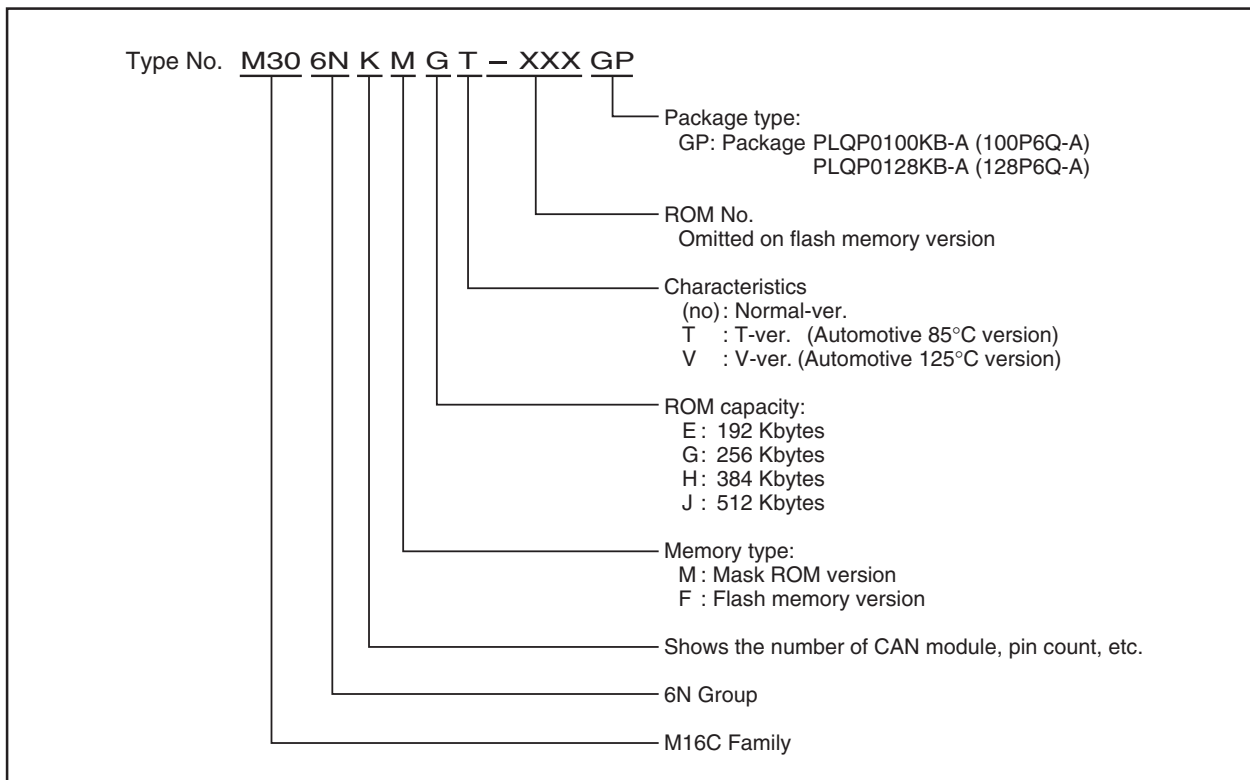 Type No. M30 6N K M G T – XXX GP
Package type:
GP: Package PLQP0100KB-A (100P6Q-A)
PLQP0128KB-A (128P6Q-A)
ROM No.
Omitted on flash memory version
Characteristics
(no) : Normal-ver.
T : T-ver. (Automotive 85°C version)
V : V-ver. (Automotive 125°C version)
ROM capacity:
E : 192 Kbytes
G : 256 Kbytes
H : 384 Kbytes
J : 512 Kbytes
Memory type:
M : Mask ROM version
F : Flash memory version
Shows the number of CAN module, pin count, etc.
6N Group
M16C Family